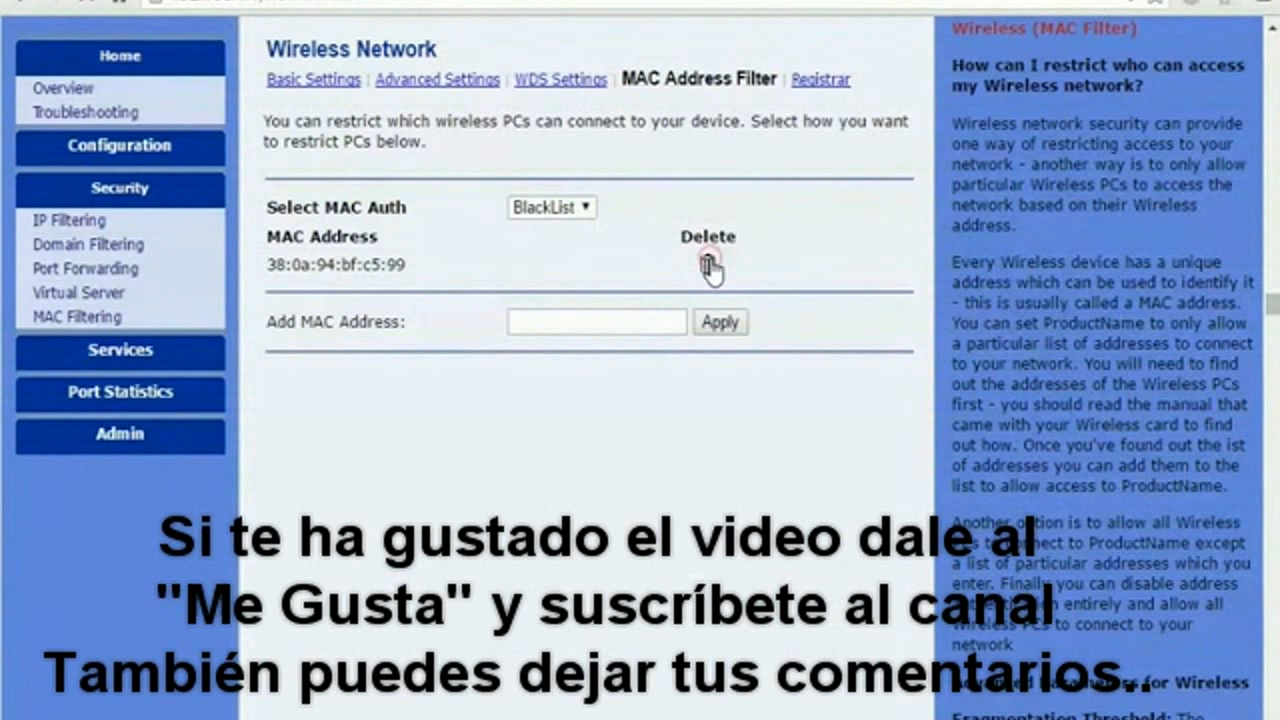 Home
Overview
Troubleshooting
Configuration
Security
IP Filtering
Domain Filtering
Port Forwarding
Virtual Server
MAC Filtering
Services
Port Statistics
Admin
Wireless Network
Basic Settings | Advanced Settings | WDS Settings | MAC Address Filter | Registrar
You can restrict which wireless PCs can connect to your device. Select how you want
to restrict PCs below.
Select MAC Auth BlackList
MAC Address Delete
38:0a:94:bf:c5:99
Add MAC Address: Apply
Wireless (MAC Filter)
How can I restrict who can access
my Wireless network?
Wireless network security can provide
one way of restricting access to your
network - another way is to only allow
particular Wireless PCs to access the
network based on their Wireless
address.
Every Wireless device has a unique
address which can be used to identify it
- this is usually called a MAC address.
You can set ProductName to only allow
a particular list of addresses to connect
to your network. You will need to find
out the addresses of the Wireless PCs
first - you should read the manual that
came with your Wireless card to find
out how. Once you've found out the ist
of addresses you can add them to the
list to allow access to ProductName.
Another option is to allow all Wireless
to connect to ProductName except
a list of particular addresses which you
enter. Finally you can disable address
entirely and allow all
Wireless PCs to connect to your
network
Advanced Parameters for Wireless
Fragmentation Threshold: The
Si te ha gustado el video dale al
"Me Gusta" y suscríbete al canal
También puedes dejar tus comentarios..